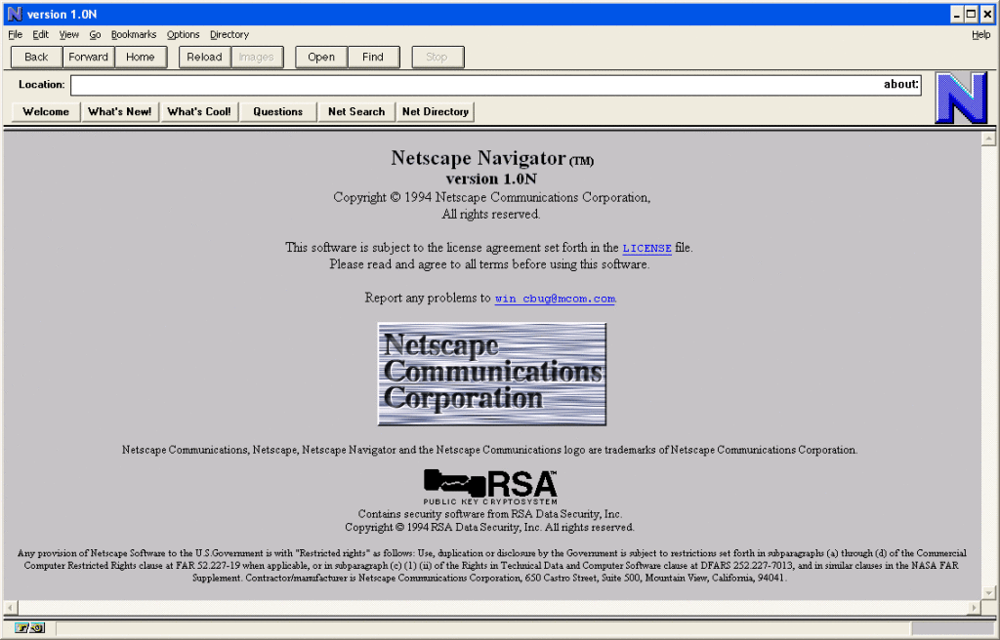 version 1.0N
File Edit View Go Bookmarks Options Directory Help
Back Forward Home Reload Images Open Find Stop
Location: about:
Welcome What's New! What's Cool! Questions Net Search Net Directory
N
Netscape Navigator (TM)
version 1.0N
Copyright © 1994 Netscape Communications Corporation,
All rights reserved.
This software is subject to the license agreement set forth in the LICENSE file.
Please read and agree to all terms before using this software.
Report any problems to win_cbug@mcom.com.
Netscape
Communications
Corporation
Netscape Communications, Netscape, Netscape Navigator and the Netscape Communications logo are trademarks of Netscape Communications Corporation.
RSA™
PUBLIC KEY CRYPTOSYSTEM
Contains security software from RSA Data Security, Inc.
Copyright © 1994 RSA Data Security, Inc. All rights reserved.
Any provision of Netscape Software to the U.S.Government is with "Restricted rights" as follows: Use, duplication or disclosure by the Government is subject to restrictions set forth in subparagraphs (a) through (d) of the Commercial
Computer Restricted Rights clause at FAR 52.227-19 when applicable, or in subparagraph (c) (1) (ii) of the Rights in Technical Data and Computer Software clause at DFARS 252.227-7013, and in similar clauses in the NASA FAR
Supplement. Contractor/manufacturer is Netscape Communications Corporation, 650 Castro Street, Suite 500, Mountain View, California, 94041.